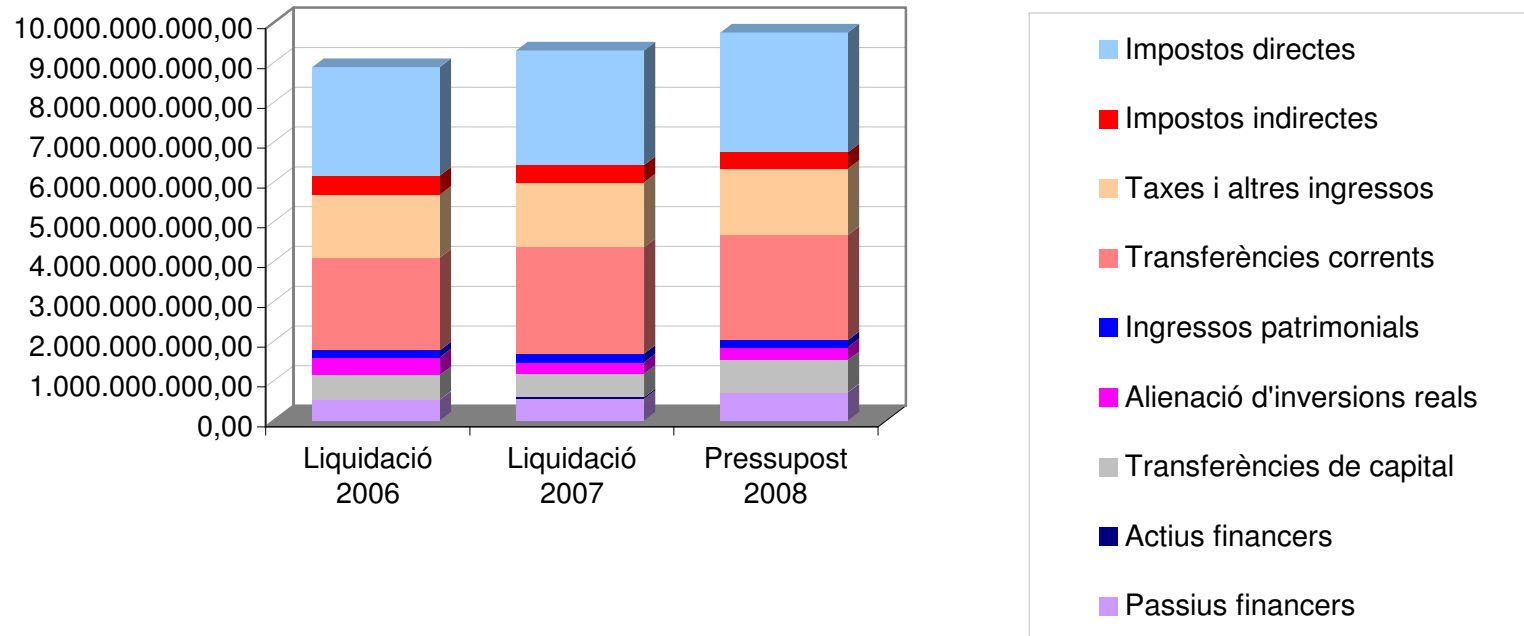 10.000.000.000,00
9.000.000.000,00
8.000.000.000,00
7.000.000.000,00
6.000.000.000,00
5.000.000.000,00
4.000.000.000,00
3.000.000.000,00
2.000.000.000,00
1.000.000.000,00
0,00
Liquidació
2006
Liquidació
2007
Pressupost
2008
Impostos directes
Impostos indirectes
Taxes i altres ingressos
Transferències corrents
Ingressos patrimonials
Alienació d'inversions reals
Transferències de capital
Actius financers
Passius financers